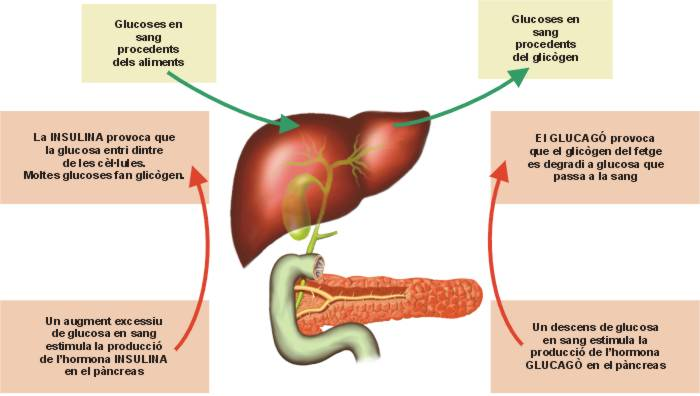 Glucoses en
sang
procedents
dels aliments
Glucoses en
sang
procedents
del glicògen
La INSULINA provoca que
la glucosa entri dintre
de les cèl·lules.
Moltes glucoses fan glicògen.
El GLUCAGÓ provoca
que el glicògen del fetge
es degradi a glucosa que
passa a la sang
Un augment excessiu
de glucosa en sang
estimula la producció
de l'hormona INSULINA
en el pàncreas
Un descens de glucosa
en sang estimula la
producció de l'hormona
GLUCAGÒ en el pàncreas